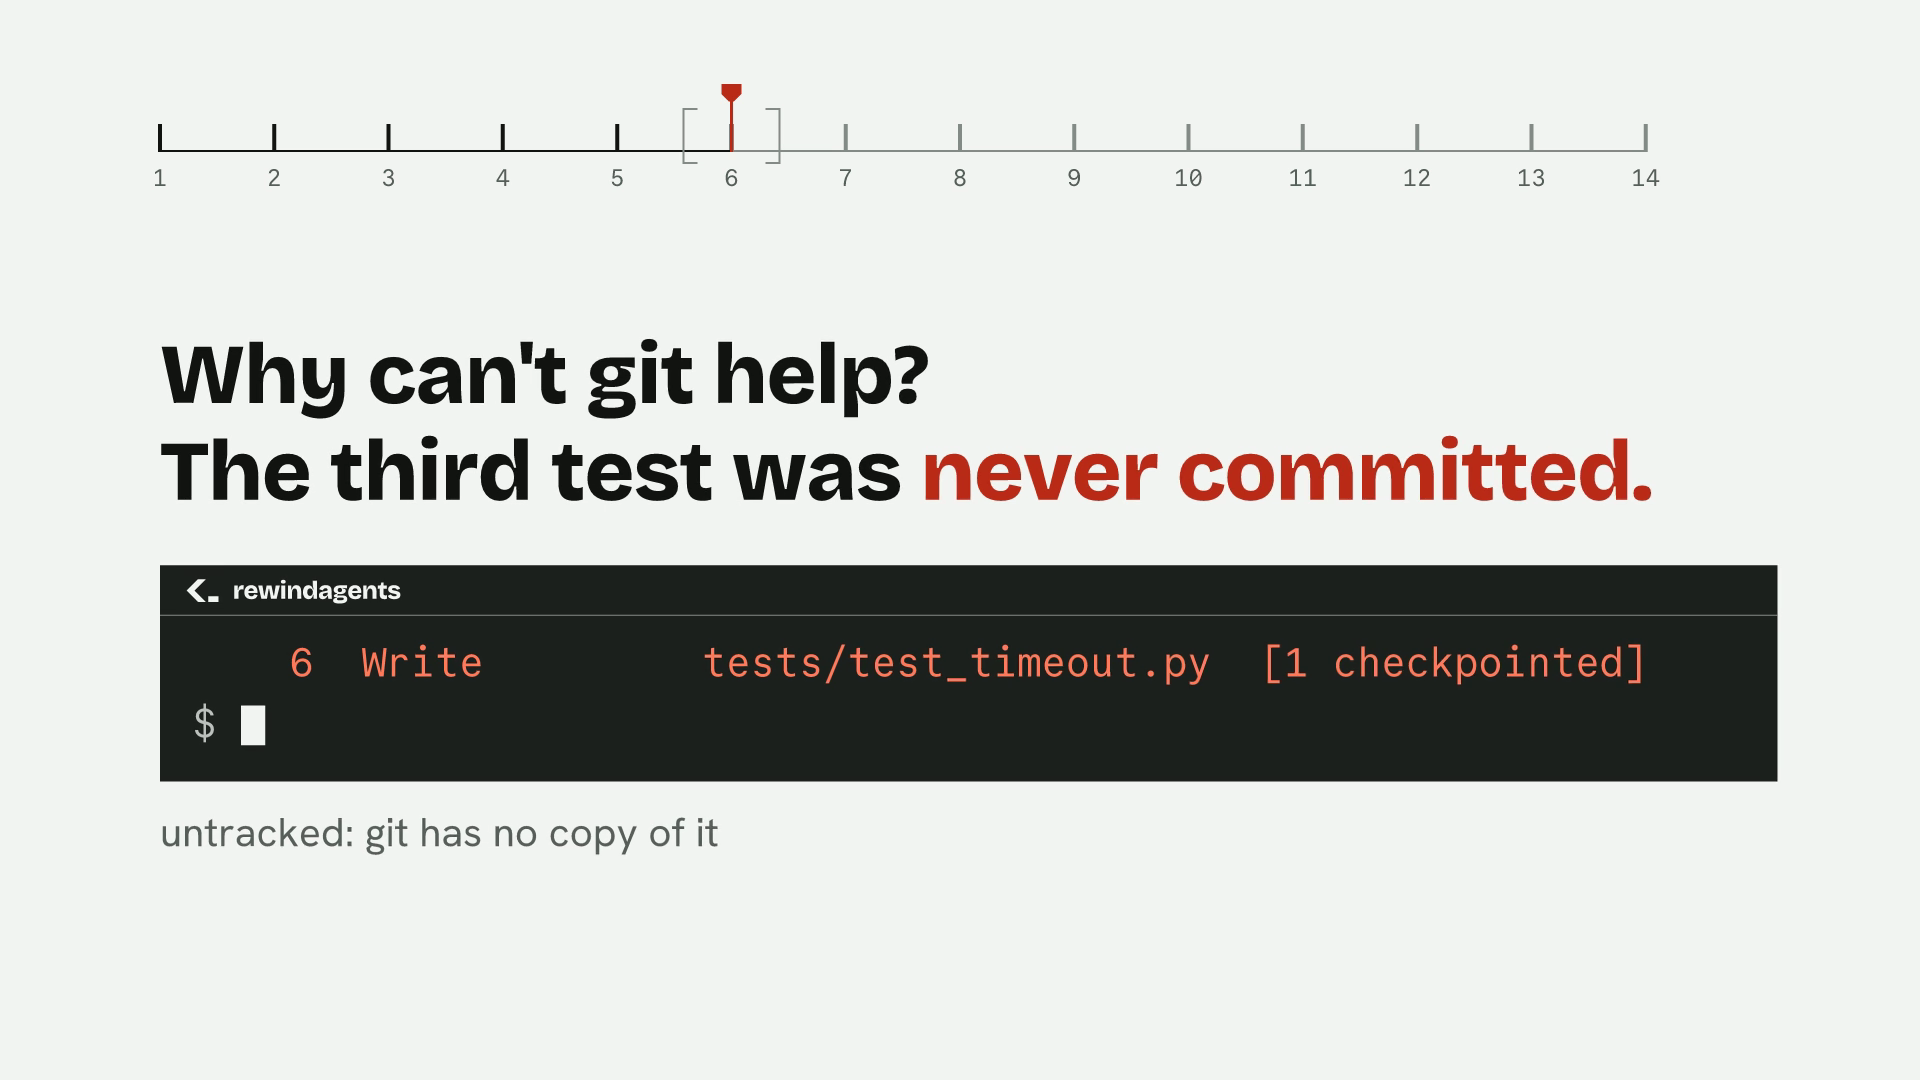 1 2 3 4 5 6 7 8 9 10 11 12 13 14
Why can't git help?
The third test was never committed.
rewindagents
6 Write tests/test_timeout.py [1 checkpointed]
$
untracked: git has no copy of it